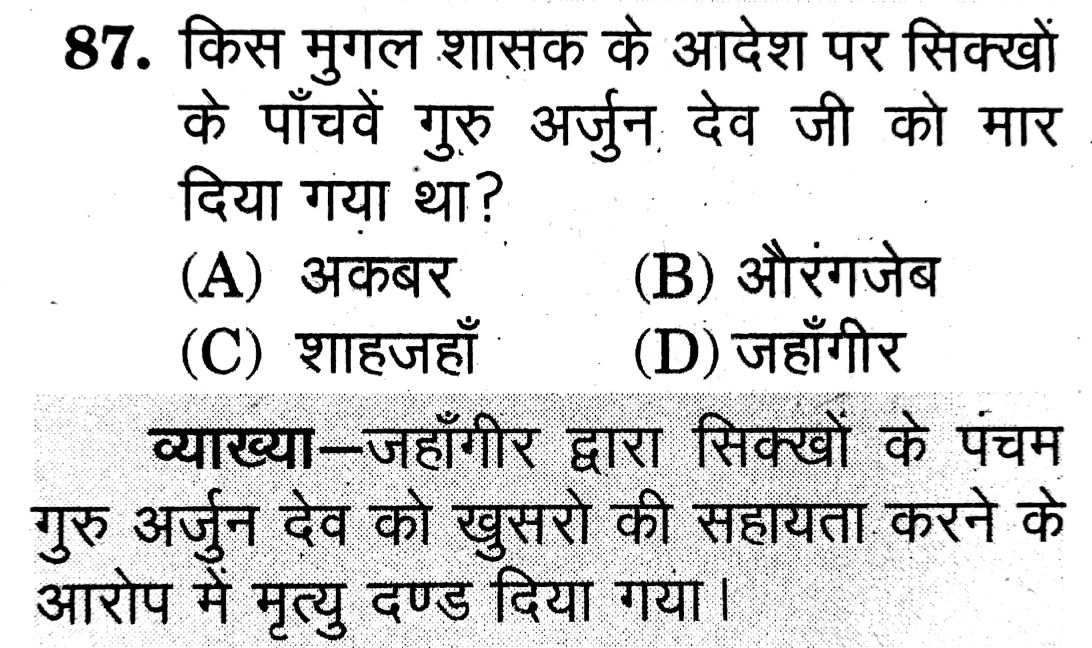 87. किस मुगल शासक के आदेश पर सिक्खों
के पाँचवें गुरु अर्जुन देव जी को मार
दिया गया था?
(A) अकबर (B) औरंगजेब
(C) शाहजहाँ (D) जहाँगीर
व्याख्या—जहाँगीर द्वारा सिक्खों के पंचम
गुरु अर्जुन देव को खुसरो की सहायता करने के
आरोप में मृत्यु दण्ड दिया गया।